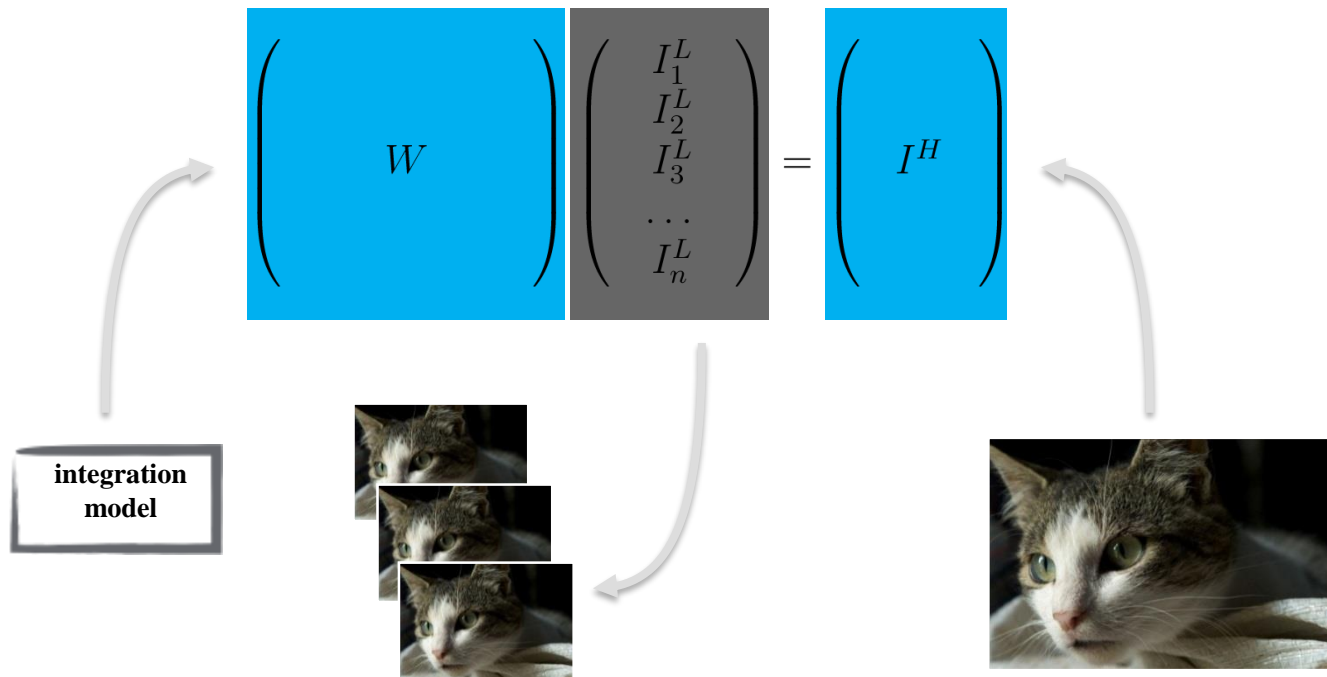 W
I_1^L
I_2^L
I_3^L
...
I_n^L
=
I^H
integration
model